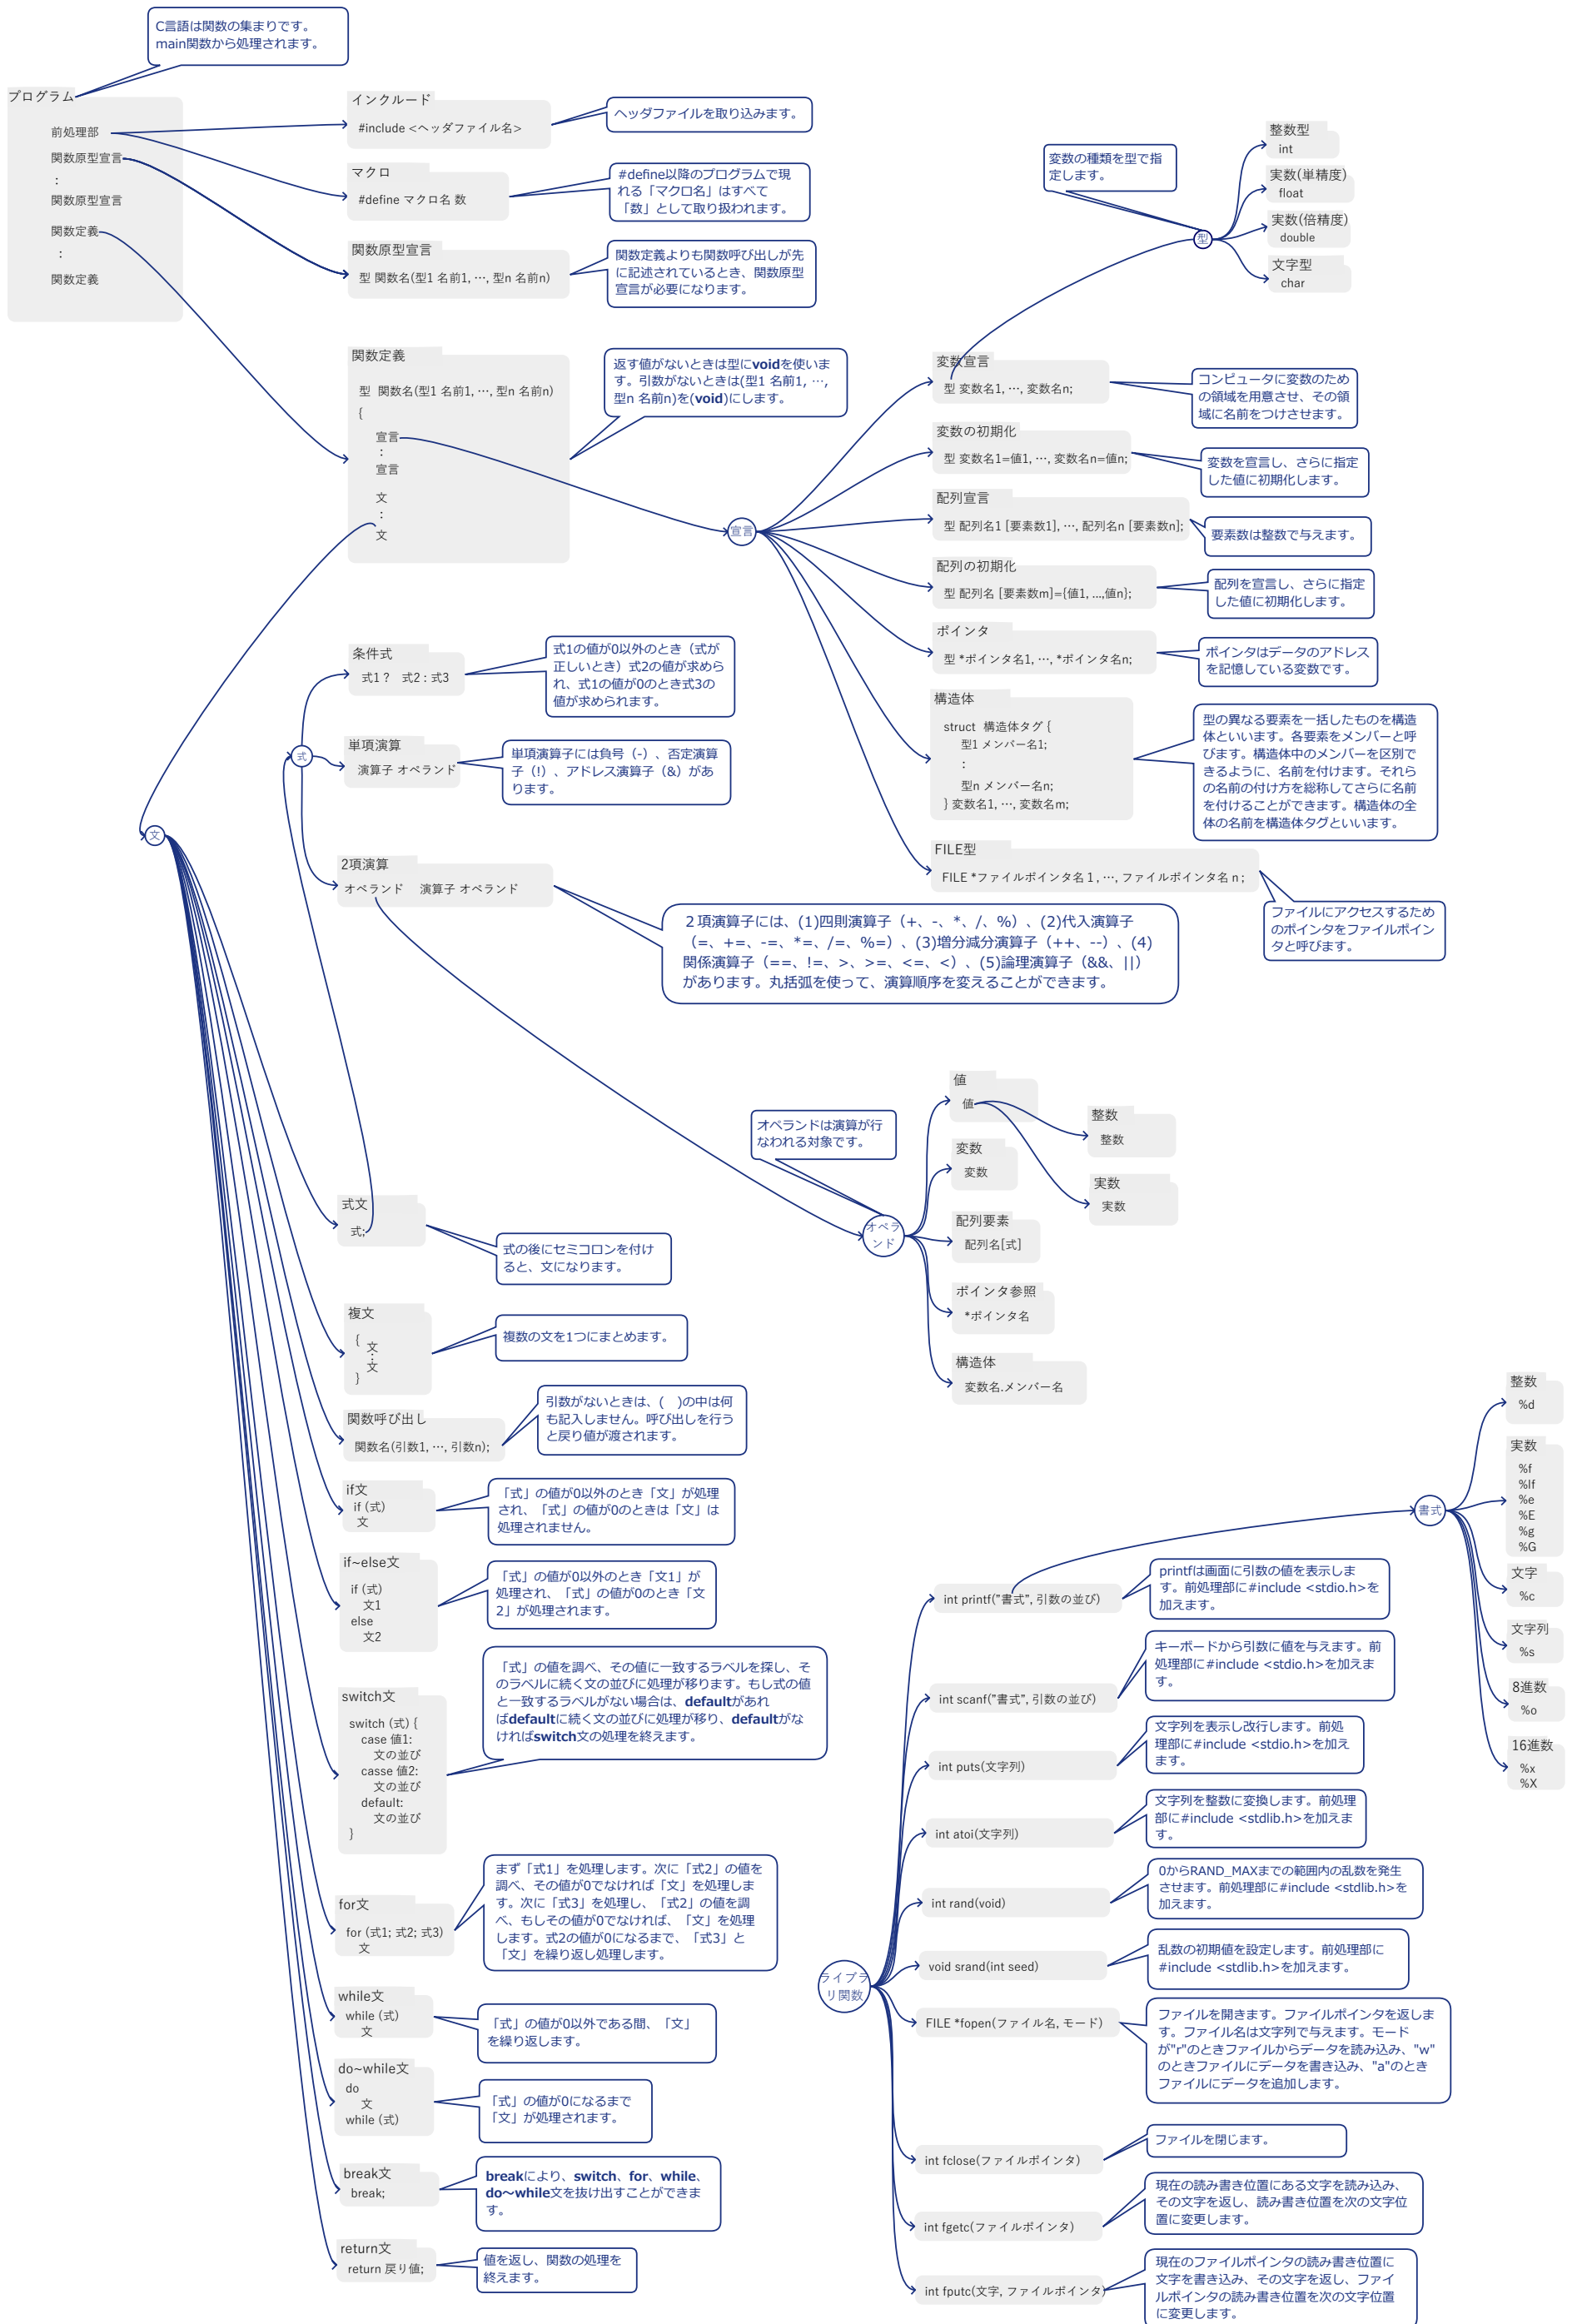 C言語は関数の集まりです。
main関数から処理されます。
プログラム
前処理部
関数原型宣言
:
関数原型宣言
関数定義
:
関数定義
インクルード
#include <ヘッダファイル名>
ヘッダファイルを取り込みます。
マクロ
#define マクロ名 数
#define以降のプログラムで現
れる「マクロ名」はすべて
「数」として取り扱われます。
関数原型宣言
型 関数名(型1 名前1, …, 型n 名前n)
関数定義よりも関数呼び出しが先
に記述されているとき、関数原型
宣言が必要になります。
関数定義
型 関数名(型1 名前1, …, 型n 名前n)
{
宣言
:
宣言
文
:
文
返す値がないときは型にvoidを使いま
す。引数がないときは(型1 名前1, …,
型n 名前n)を(void)にします。
変数の種類を型で指
定します。
型
整数型
int
実数(単精度)
float
実数(倍精度)
double
文字型
char
宣言
変数宣言
型 変数名1, …, 変数名n;
コンピュータに変数のため
の領域を用意させ、その領
域に名前をつけさせます。
変数の初期化
型 変数名1=値1, …, 変数名n=値n;
変数を宣言し、さらに指定
した値に初期化します。
配列宣言
型 配列名1 [要素数1], …, 配列名n [要素数n];
要素数は整数で与えます。
配列の初期化
型 配列名 [要素数m]={値1, ...,値n};
配列を宣言し、さらに指定
した値に初期化します。
ポインタ
型 *ポインタ名1, …, *ポインタ名n;
ポインタはデータのアドレス
を記憶している変数です。
構造体
struct 構造体タグ {
型1 メンバー名1;
:
型n メンバー名n;
} 変数名1, …, 変数名m;
型の異なる要素を一括したものを構造
体といいます。各要素をメンバーと呼
びます。構造体中のメンバーを区別で
きるように、名前を付けます。それら
の名前の付け方を総称してさらに名前
を付けることができます。構造体の全
体の名前を構造体タグといいます。
FILE型
FILE *ファイルポインタ名１, …, ファイルポインタ名ｎ;
ファイルにアクセスするため
のポインタをファイルポイン
タと呼びます。
条件式
式1 ? 式2 : 式3
式1の値が0以外のとき（式が
正しいとき）式2の値が求めら
れ、式1の値が0のとき式3の
値が求められます。
式
単項演算
演算子 オペランド
単項演算子には負号（-）、否定演算
子（!）、アドレス演算子（&）があ
ります。
文
2項演算
オペランド 演算子 オペランド
２項演算子には、(1)四則演算子（+、-、*、/、%）、(2)代入演算子
（=、+=、-=、*=、/=、%=）、(3)増分減分演算子（++、--）、(4)
関係演算子（==、!=、>、>=、<=、<）、(5)論理演算子（&&、||）
があります。丸括弧を使って、演算順序を変えることができます。
オペランドは演算が行
なわれる対象です。
オペラ
ンド
値
値
整数
整数
実数
実数
変数
変数
配列要素
配列名[式]
ポインタ参照
*ポインタ名
構造体
変数名.メンバー名
式文
式;
式の後にセミコロンを付け
ると、文になります。
複文
{
文
:
文
}
複数の文を1つにまとめます。
関数呼び出し
関数名(引数1, …, 引数n);
引数がないときは、( )の中は何
も記入しません。呼び出しを行う
と戻り値が渡されます。
if文
if (式)
文
「式」の値が0以外のとき「文」が処理
され、「式」の値が0のときは「文」は
処理されません。
if~else文
if (式)
文1
else
文2
「式」の値が0以外のとき「文1」が
処理され、「式」の値が0のとき「文
2」が処理されます。
switch文
switch (式) {
case 値1:
文の並び
casse 値2:
文の並び
default:
文の並び
}
「式」の値を調べ、その値に一致するラベルを探し、そ
のラベルに続く文の並びに処理が移ります。もし式の値
と一致するラベルがない場合は、defaultがあれ
ばdefaultに続く文の並びに処理が移り、defaultがな
ければswitch文の処理を終えます。
for文
for (式1; 式2; 式3)
文
まず「式1」を処理します。次に「式2」の値を
調べ、その値が0でなければ「文」を処理しま
す。次に「式3」を処理し、「式2」の値を調
べ、もしその値が0でなければ、「文」を処理
します。式2の値が0になるまで、「式3」と
「文」を繰り返し処理します。
while文
while (式)
文
「式」の値が0以外である間、「文」
を繰り返します。
do~while文
do
文
while (式)
「式」の値が0になるまで
「文」が処理されます。
break文
break;
breakにより、switch、for、while、
do〜while文を抜け出すことができま
す。
return文
return 戻り値;
値を返し、関数の処理を
終えます。
ライブラ
リ関数
int printf(”書式”, 引数の並び)
printfは画面に引数の値を表示しま
す。前処理部に#include <stdio.h>を
加えます。
int scanf(”書式”, 引数の並び)
キーボードから引数に値を与えます。前
処理部に#include <stdio.h>を加えま
す。
int puts(文字列)
文字列を表示し改行します。前処
理部に#include <stdio.h>を加え
ます。
int atoi(文字列)
文字列を整数に変換します。前処理
部に#include <stdlib.h>を加えま
す。
int rand(void)
0からRAND_MAXまでの範囲内の乱数を発生
させます。前処理部に#include <stdlib.h>を
加えます。
void srand(int seed)
乱数の初期値を設定します。前処理部に
#include <stdlib.h>を加えます。
FILE *fopen(ファイル名, モード)
ファイルを開きます。ファイルポインタを返しま
す。ファイル名は文字列で与えます。モード
が"r"のときファイルからデータを読み込み、"w"
のときファイルにデータを書き込み、"a"のとき
ファイルにデータを追加します。
int fclose(ファイルポインタ)
ファイルを閉じます。
int fgetc(ファイルポインタ)
現在の読み書き位置にある文字を読み込み、
その文字を返し、読み書き位置を次の文字位
置に変更します。
int fputc(文字, ファイルポインタ)
現在のファイルポインタの読み書き位置に
文字を書き込み、その文字を返し、ファイ
ルポインタの読み書き位置を次の文字位置
に変更します。
書式
整数
%d
実数
%f
%lf
%e
%E
%g
%G
文字
%c
文字列
%s
8進数
%o
16進数
%x
%X